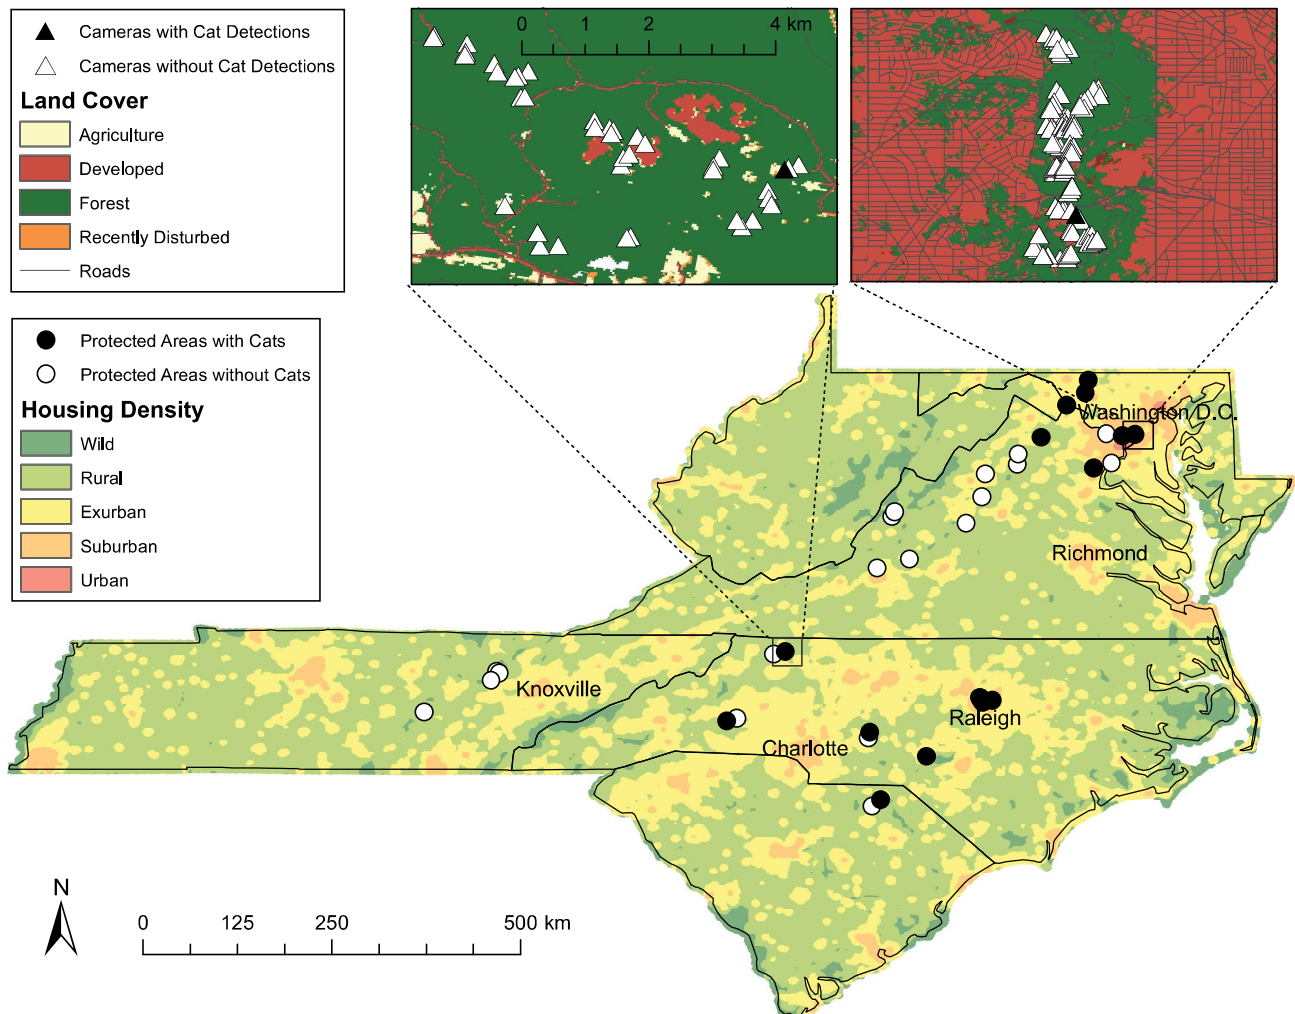 Cameras with Cat Detections
Cameras without Cat Detections
Land Cover
Agriculture
Developed
Forest
Recently Disturbed
Roads
0 1 2 4 km
Protected Areas with Cats
Protected Areas without Cats
Housing Density
Wild
Rural
Exurban
Suburban
Urban
Washington D.C.
Richmond
Knoxville
Raleigh
Charlotte
N
0 125 250 500 km